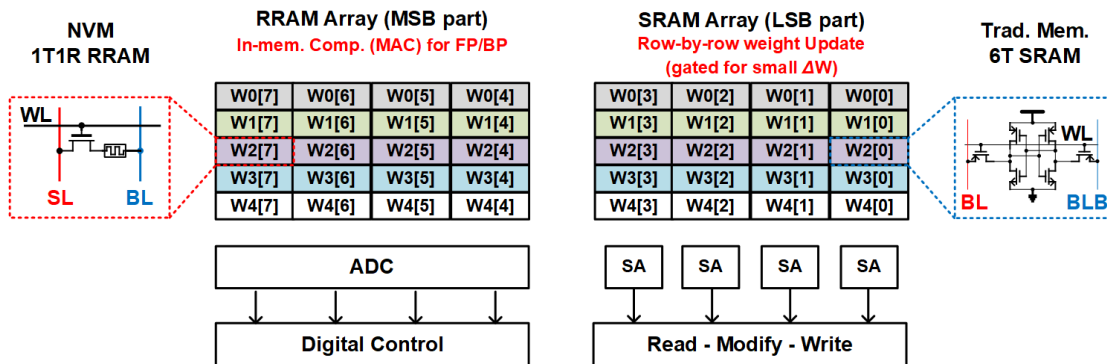 NVM
1T1R RRAM
WL
SL
BL
RRAM Array (MSB part)
In-mem. Comp. (MAC) for FP/BP
W0[7] W0[6] W0[5] W0[4]
W1[7] W1[6] W1[5] W1[4]
W2[7] W2[6] W2[5] W2[4]
W3[7] W3[6] W3[5] W3[4]
W4[7] W4[6] W4[5] W4[4]
ADC
Digital Control
SRAM Array (LSB part)
Row-by-row weight Update
(gated for small ΔW)
W0[3] W0[2] W0[1] W0[0]
W1[3] W1[2] W1[1] W1[0]
W2[3] W2[2] W2[1] W2[0]
W3[3] W3[2] W3[1] W3[0]
W4[3] W4[2] W4[1] W4[0]
SA SA SA SA
Read - Modify - Write
Trad. Mem.
6T SRAM
WL
BL
BLB